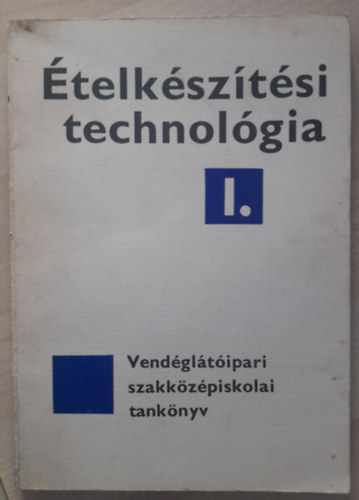 Ételkészítési
technológia
I.
Vendéglátóipari
szakközépiskolai
tankönyv